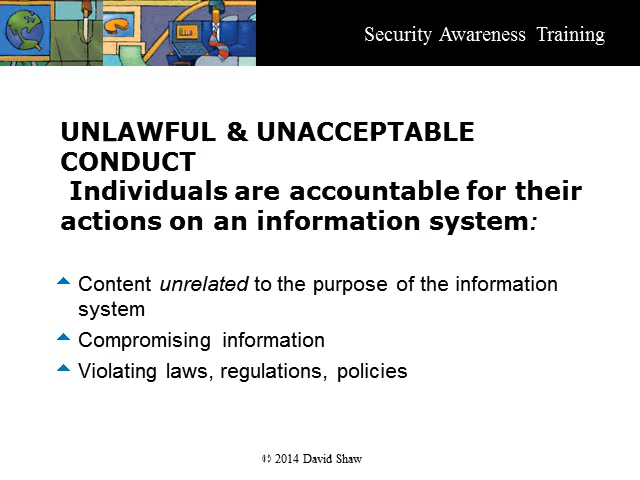 Security Awareness Training
UNLAWFUL & UNACCEPTABLE
CONDUCT
Individuals are accountable for their
actions on an information system:
Content unrelated to the purpose of the information
system
Compromising information
Violating laws, regulations, policies
© 2014 David Shaw